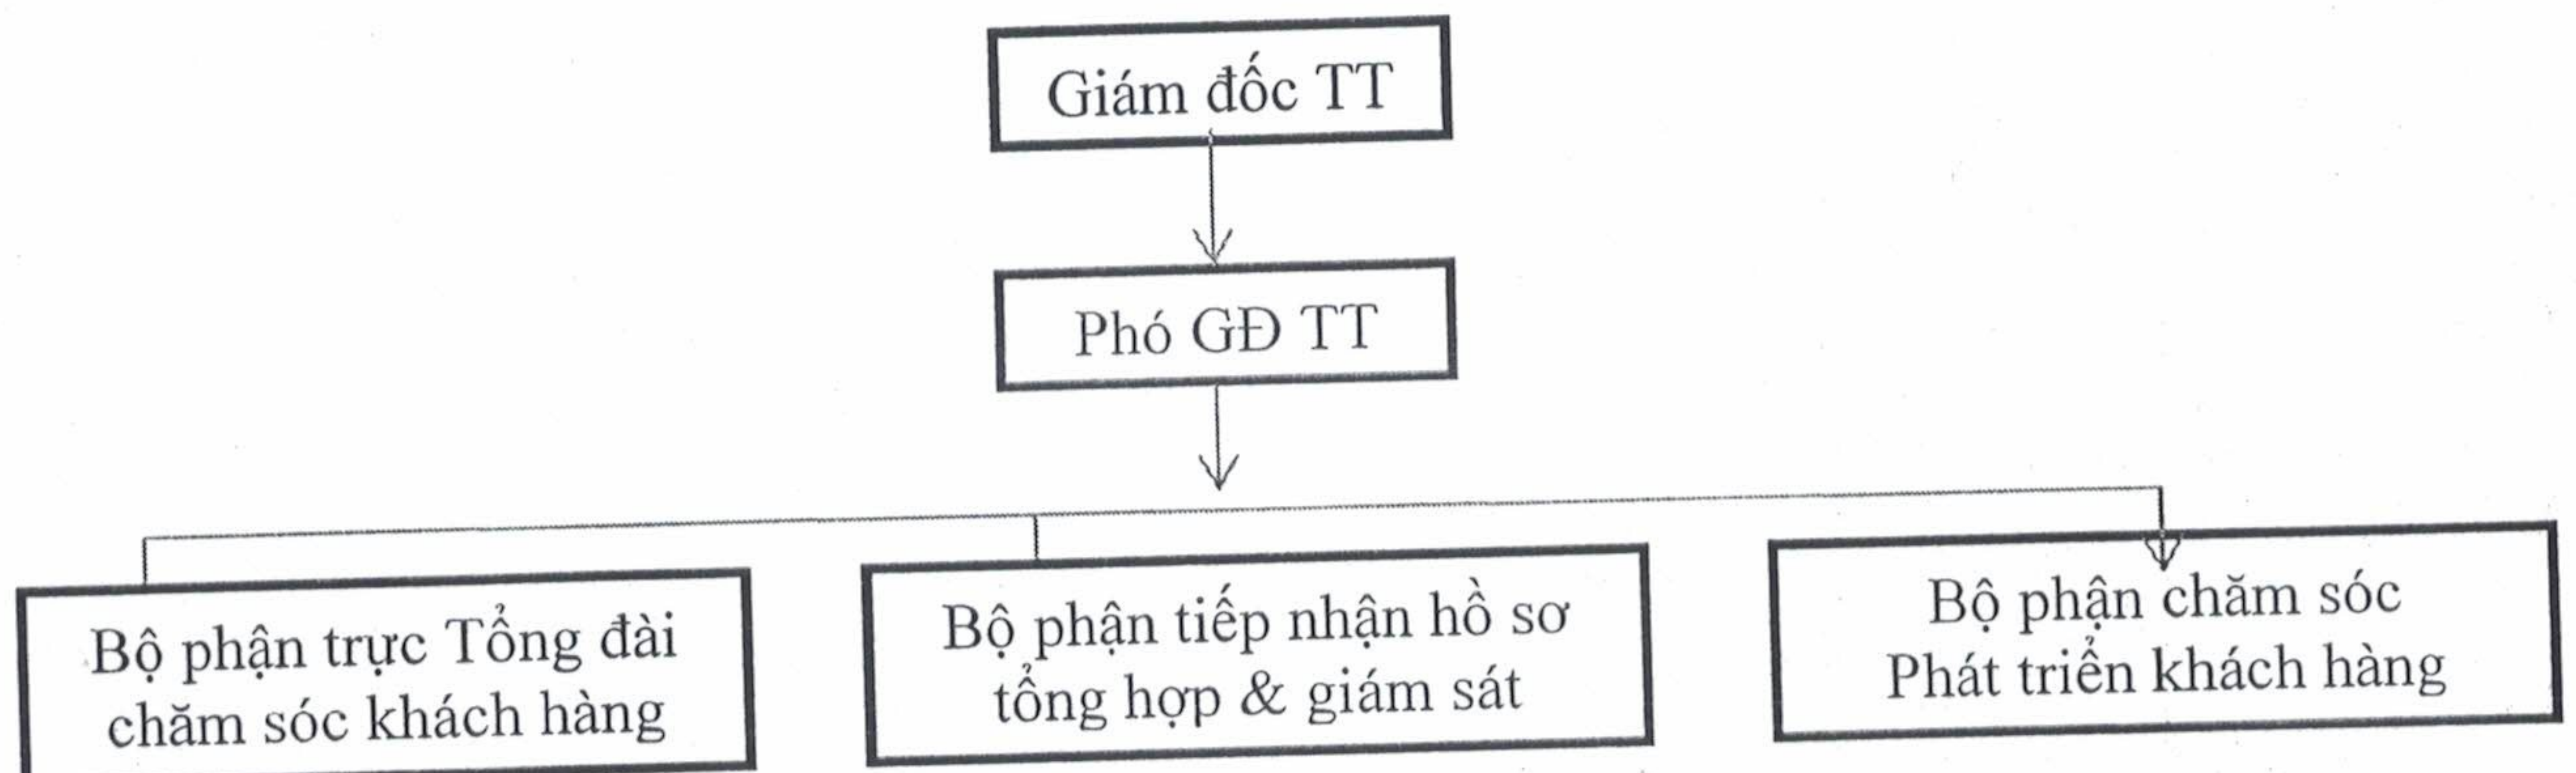 Giám đốc TT
Phó GĐ TT
Bộ phận trực Tổng đài
chăm sóc khách hàng
Bộ phận tiếp nhận hồ sơ
tổng hợp & giám sát
Bộ phận chăm sóc
Phát triển khách hàng